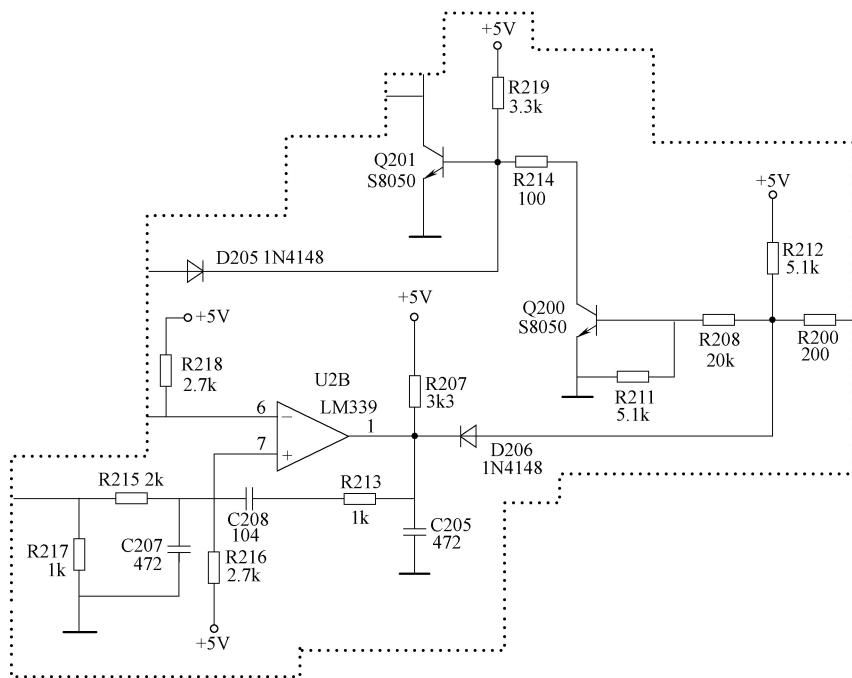 +5V
R219
3.3k
Q201
S8050
R214
100
+5V
D205 1N4148
R212
5.1k
+5V
Q200
S8050
+5V
R208
20k
R200
200
R218
2.7k
U2B
LM339
R207
3k3
R211
5.1k
6
1
7
D206
1N4148
R215 2k
R213
1k
C208
104
C205
472
R217
1k
C207
472
R216
2.7k
+5V